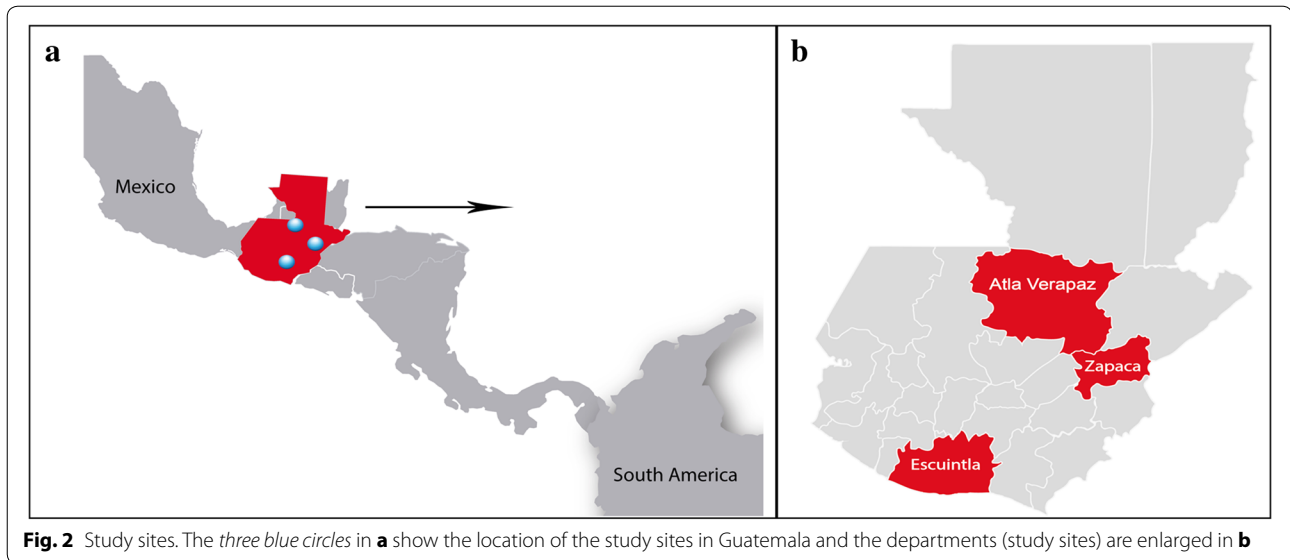 a
Mexico
South America
b
Atla Verapaz
Zapaca
Escuintla
Fig. 2 Study sites. The three blue circles in a show the location of the study sites in Guatemala and the departments (study sites) are enlarged in b